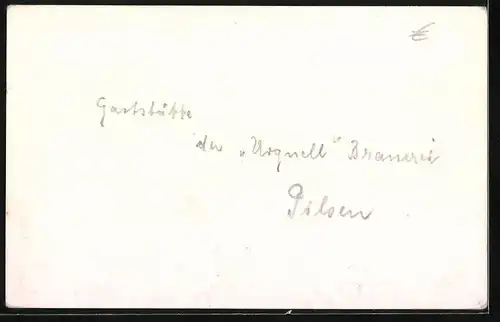 €
Gaststätte
der „Urquell" Brauerei
Pilsen